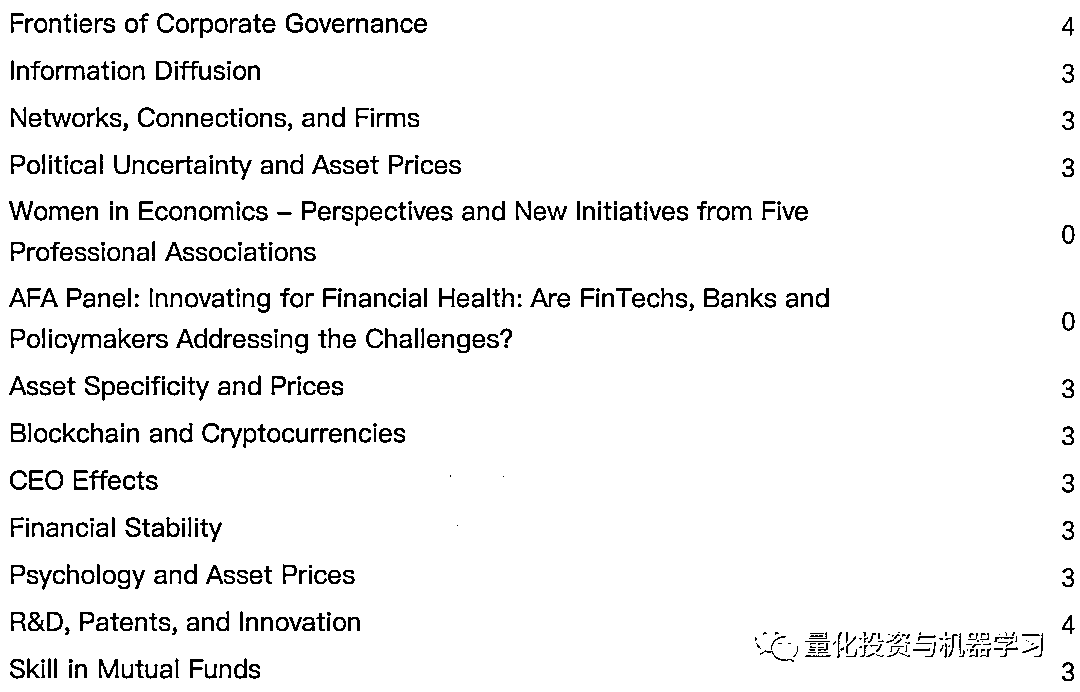 Frontiers of Corporate Governance 4
Information Diffusion 3
Networks, Connections, and Firms 3
Political Uncertainty and Asset Prices 3
Women in Economics – Perspectives and New Initiatives from Five
Professional Associations 0
AFA Panel: Innovating for Financial Health: Are FinTechs, Banks and
Policymakers Addressing the Challenges? 0
Asset Specificity and Prices 3
Blockchain and Cryptocurrencies 3
CEO Effects 3
Financial Stability 3
Psychology and Asset Prices 3
R&D, Patents, and Innovation 4
量化投资与机器学习
Skill in Mutual Funds 3